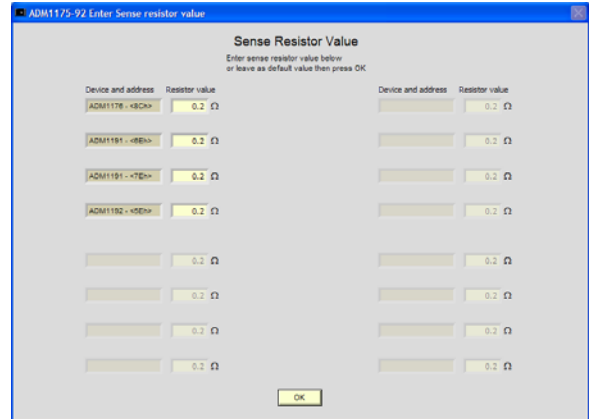 ADM1175-92 Enter Sense resistor value
Sense Resistor Value
Enter sense resistor value below
or leave as default value then press OK
Device and address Resistor value Device and address Resistor value
ADM1176 - <8Ch> 0.2 Ω 0.2 Ω
ADM1191 - <6Eh> 0.2 Ω 0.2 Ω
ADM1191 - <7Eh> 0.2 Ω 0.2 Ω
ADM1192 - <5Eh> 0.2 Ω 0.2 Ω
0.2 Ω 0.2 Ω
0.2 Ω 0.2 Ω
0.2 Ω 0.2 Ω
0.2 Ω 0.2 Ω
OK